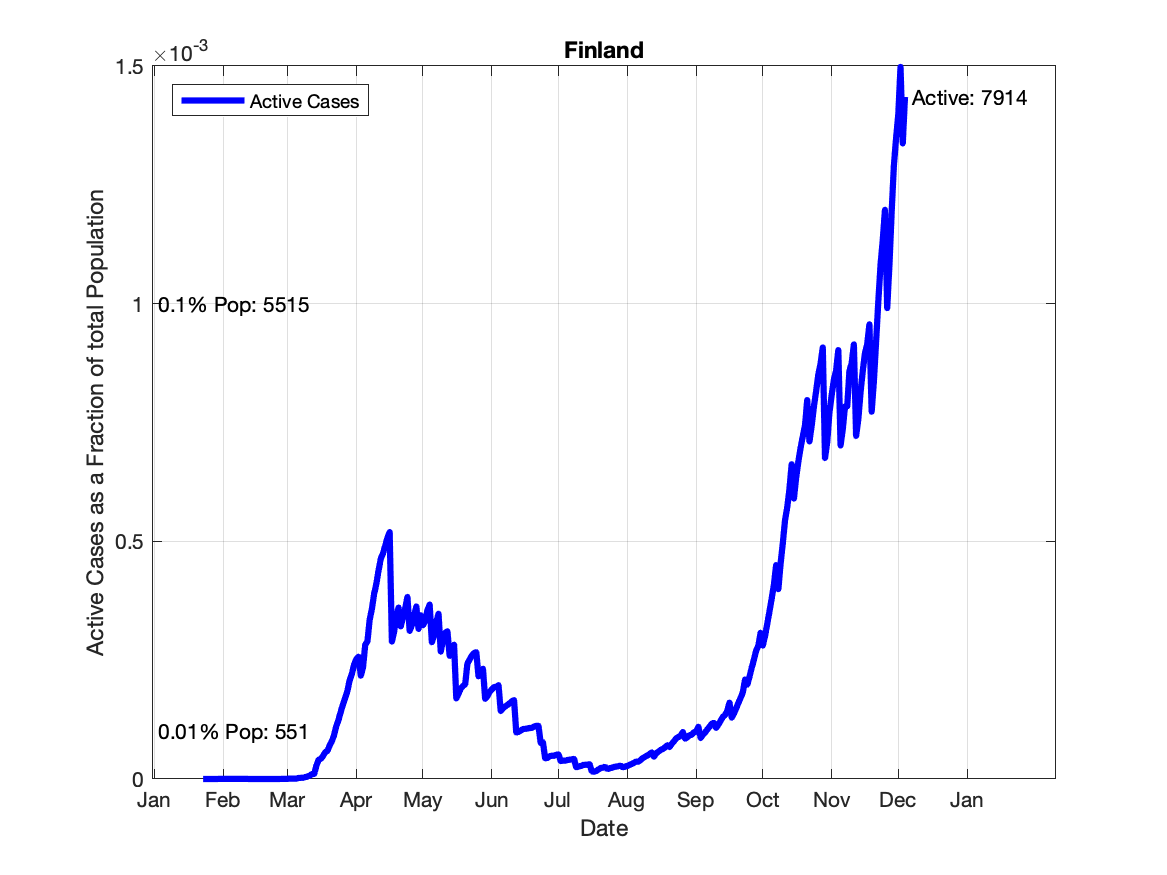 Finland
×10-3
1.5
Active Cases
Active: 7914
1
0.1% Pop: 5515
0.5
0.01% Pop: 551
0
Jan Feb Mar Apr May Jun Jul Aug Sep Oct Nov Dec Jan
Date
Active Cases as a Fraction of total Population